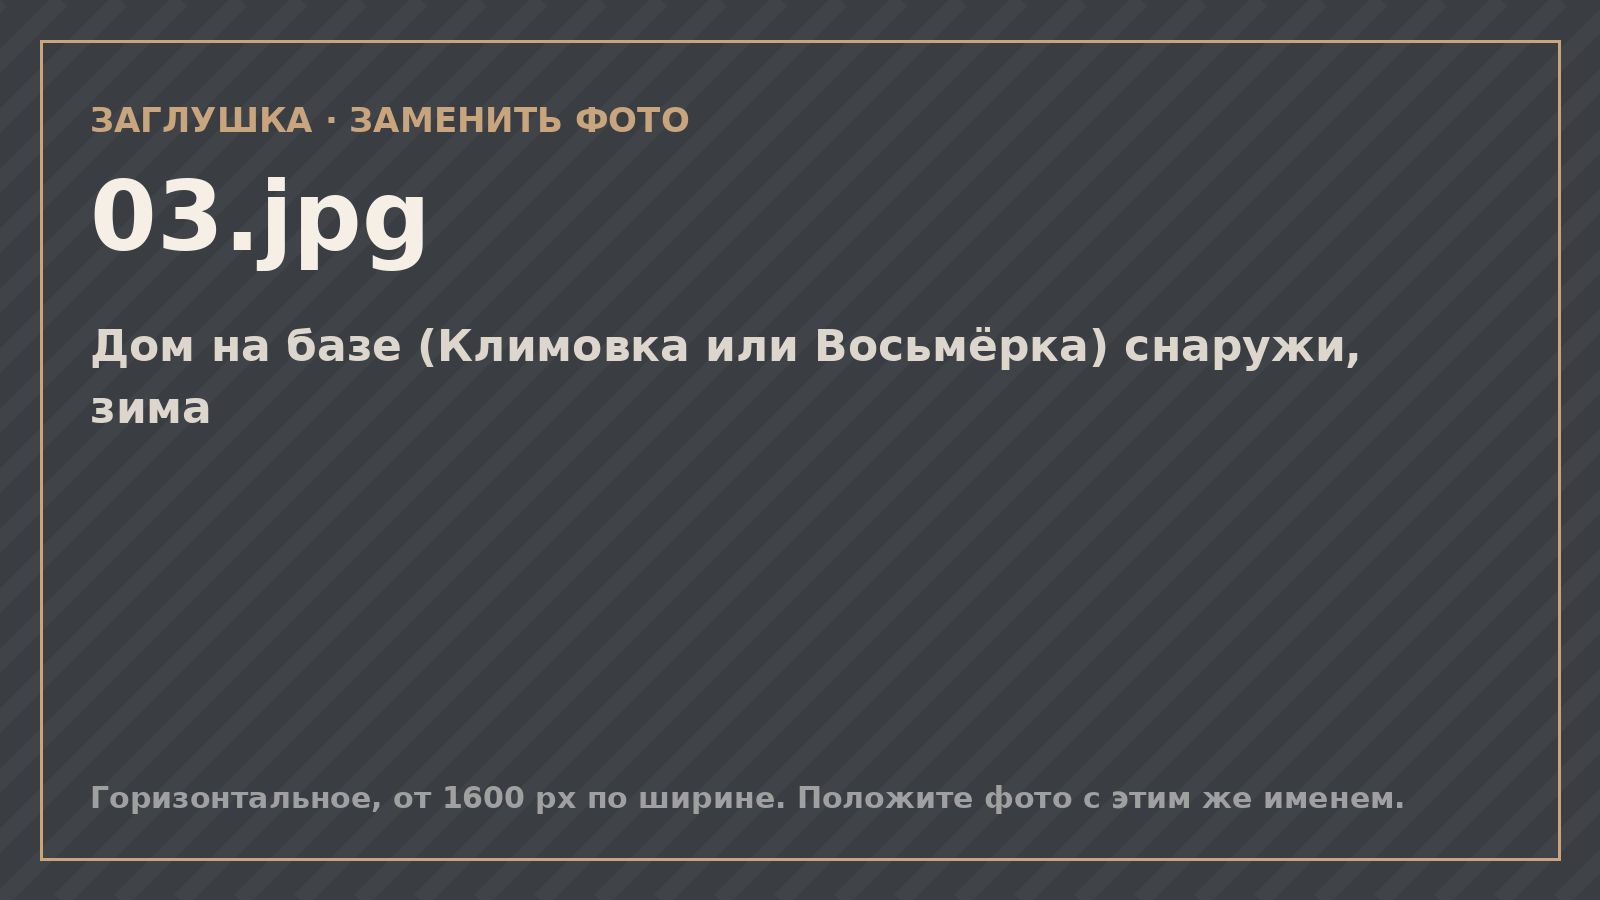 ЗАГЛУШКА · ЗАМЕНИТЬ ФОТО
03.jpg
Дом на базе (Климовка или Восьмёрка) снаружи,
зима
Горизонтальное, от 1600 px по ширине. Положите фото с этим же именем.